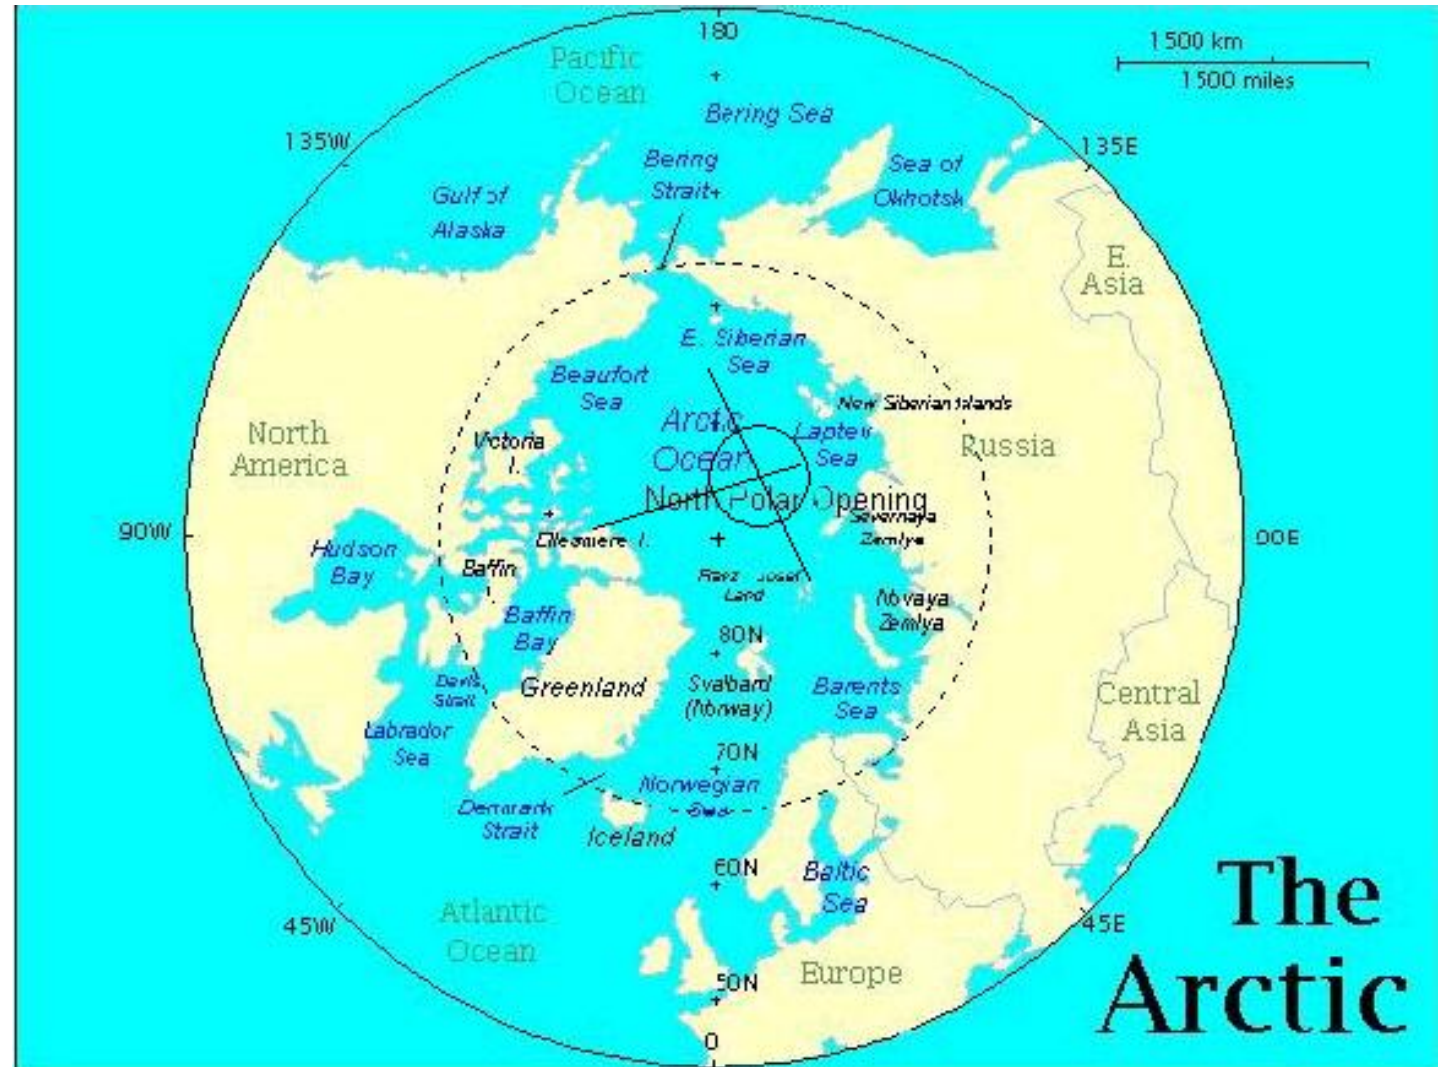 180
1500 km
1500 miles
Pacific
Ocean
Bering Sea
135W
135E
Bering
Strait
Sea of
Okhotsk
Gulf of
Alaska
E.
Asia
E. Siberian
Sea
Beaufort
Sea
New Siberian Islands
Arctic
Ocean
Laptev
Sea
North
America
Victoria
I.
Russia
North Polar Opening
Severnaya
Zemlya
90W
90E
Ellesmere I.
Hudson
Bay
Baffin
I.
Franz Josef
Land
Novaya
Zemlya
Baffin
Bay
80N
Davis
Strait
Greenland
Svalbard
(Norway)
Barents
Sea
Central
Asia
Labrador
Sea
70N
Norwegian
Sea
Denmark
Strait
Iceland
60N
Baltic
Sea
The
Arctic
Atlantic
Ocean
45W
45E
Europe
50N
0